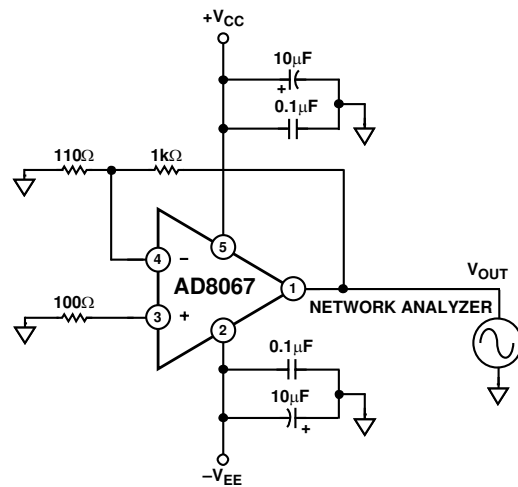 +VCC
10µF
+
0.1µF
110Ω
1kΩ
5
4
–
AD8067
1
VOUT
NETWORK ANALYZER
100Ω
3
+
2
0.1µF
10µF
+
–VEE